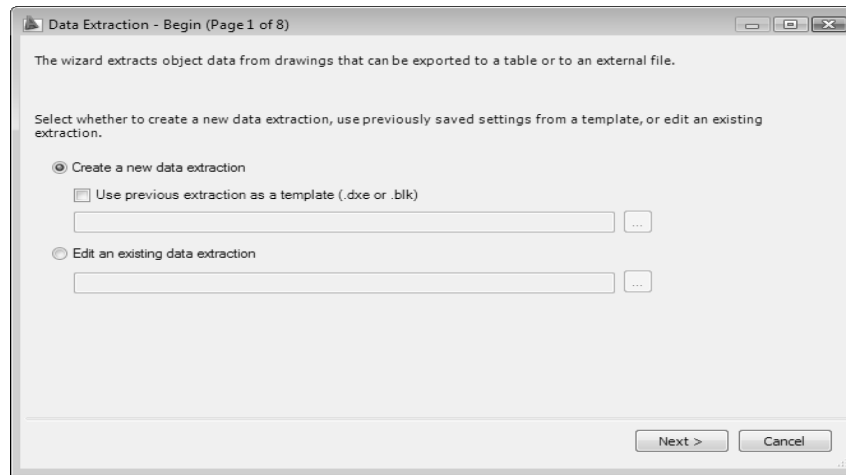 Data Extraction - Begin (Page 1 of 8)
The wizard extracts object data from drawings that can be exported to a table or to an external file.
Select whether to create a new data extraction, use previously saved settings from a template, or edit an existing
extraction.
Create a new data extraction
Use previous extraction as a template (.dxe or .blk)
...
Edit an existing data extraction
...
Next >
Cancel